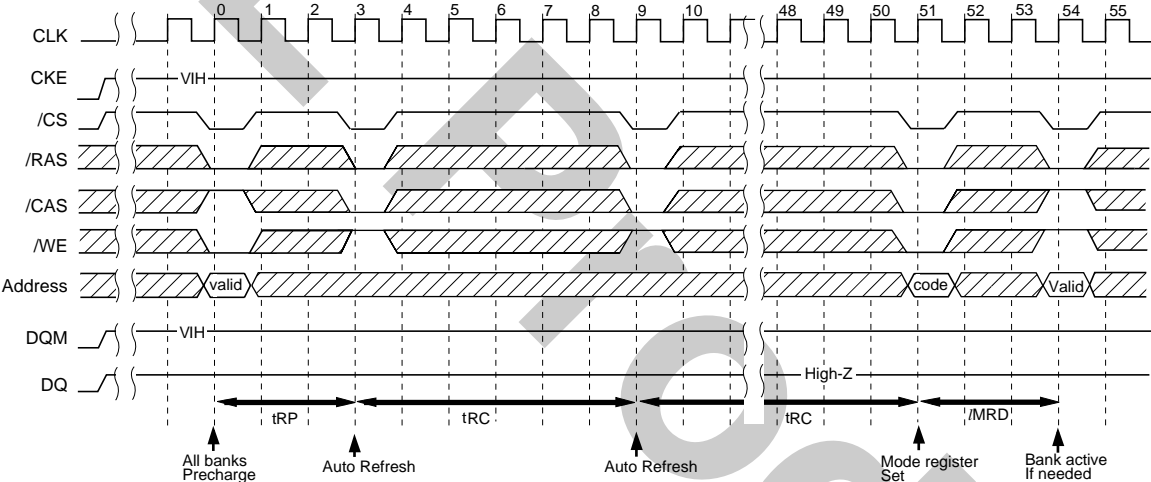 0 1 2 3 4 5 6 7 8 9 10 48 49 50 51 52 53 54 55
CLK
CKE VIH
/CS
/RAS
/CAS
/WE
Address valid code Valid
DQM VIH
DQ High-Z
tRP tRC tRC lMRD
All banks
Precharge
Auto Refresh
Auto Refresh
Mode register
Set
Bank active
If needed